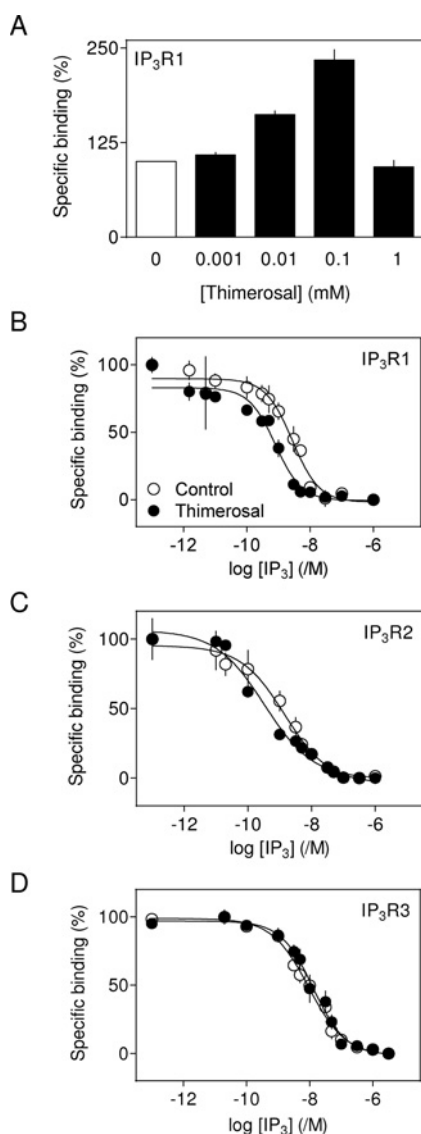 A
IP₃R1
250
125
0
Specific binding (%)
0 0.001 0.01 0.1 1
[Thimerosal] (mM)
B
IP₃R1
100
50
0
Specific binding (%)
Control
Thimerosal
-12 -10 -8 -6
log [IP₃] (/M)
C
IP₃R2
100
50
0
Specific binding (%)
-12 -10 -8 -6
log [IP₃] (/M)
D
IP₃R3
100
50
0
Specific binding (%)
-12 -10 -8 -6
log [IP₃] (/M)